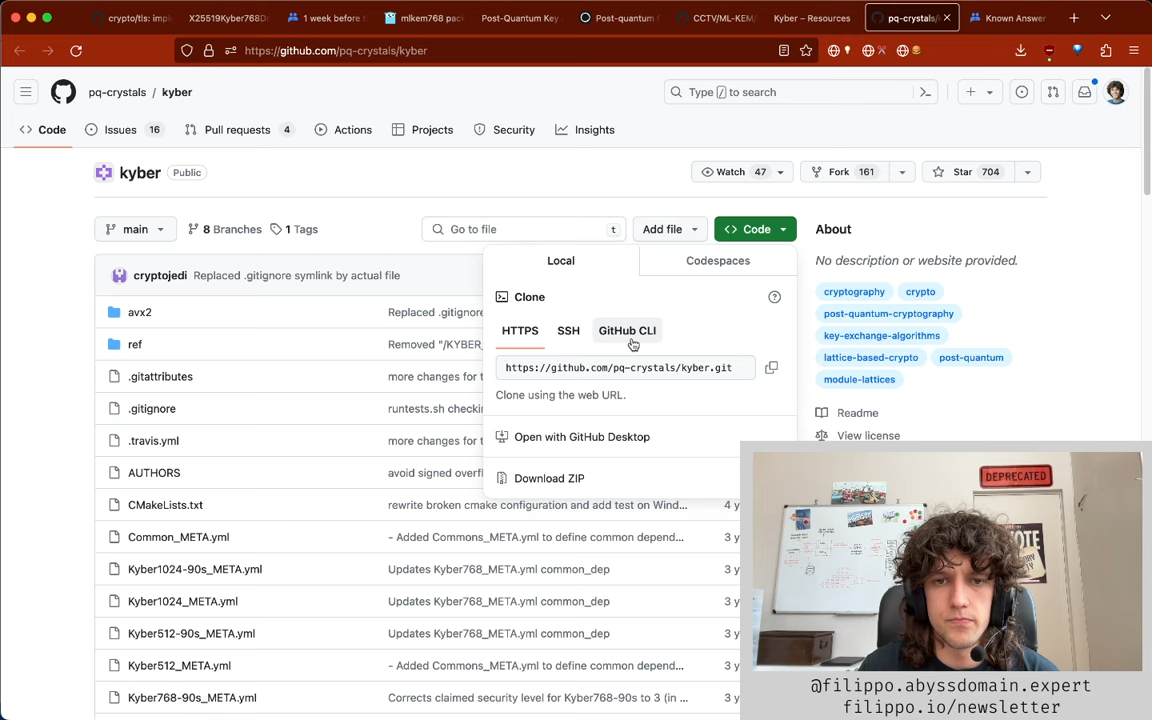 crypto/tls: impl
X25519Kyber768Dr
1 week before
mlkem768 pac
Post-Quantum Key
Post-quantum
CCTV/ML-KEM/
Kyber – Resources
pq-crystals/k
Known Answer
https://github.com/pq-crystals/kyber
pq-crystals / kyber
Type / to search
Code
Issues 16
Pull requests 4
Actions
Projects
Security
Insights
kyber Public
Watch 47
Fork 161
Star 704
main
8 Branches
1 Tags
Go to file t
Add file
Code
About
Local
Codespaces
No description or website provided.
cryptojedi Replaced .gitignore symlink by actual file
cryptography crypto
Clone
post-quantum-cryptography
avx2 Replaced .gitignore
HTTPS SSH GitHub CLI
key-exchange-algorithms
ref Removed "/KYBER_
lattice-based-crypto post-quantum
https://github.com/pq-crystals/kyber.git
.gitattributes more changes for t
module-lattices
Clone using the web URL.
.gitignore runtests.sh checkin
Readme
Open with GitHub Desktop
.travis.yml more changes for t
View license
.AUTHORS avoid signed overfl
Download ZIP
CMakeLists.txt rewrite broken cmake configuration and add test on Wind… 4 y
Common_META.yml - Added Commons_META.yml to define common depend… 3 y
Kyber1024-90s_META.yml Updates Kyber768_META.yml common_dep 3 y
Kyber1024_META.yml Updates Kyber768_META.yml common_dep 3 y
Kyber512-90s_META.yml Updates Kyber768_META.yml common_dep 3 y
Kyber512_META.yml - Added Commons_META.yml to define common depend… 3 y
Kyber768-90s_META.yml Corrects claimed security level for Kyber768-90s to 3 (in … 3 y
DEPRECATED
@filippo.abyssdomain.expert
filippo.io/newsletter